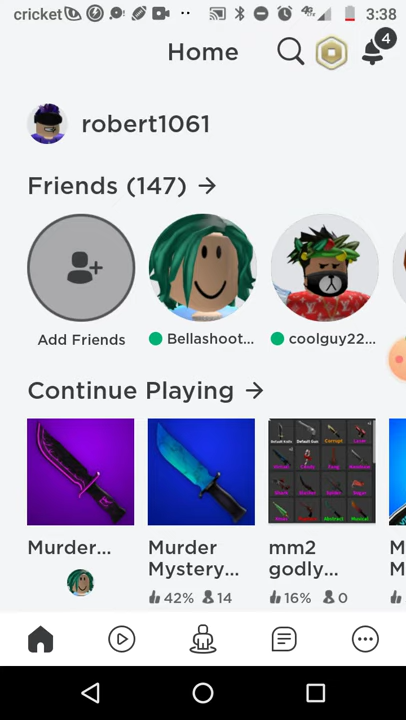 cricket 3:38
Home
4
robert1061
Friends (147) →
Add Friends
Bellashoot...
coolguy22...
Continue Playing →
Murder...
Murder
Mystery...
42% 14
mm2
godly...
16% 0
M
M